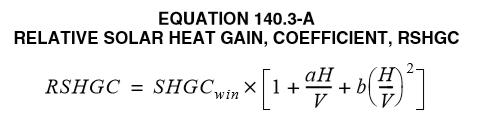 EQUATION 140.3-A
RELATIVE SOLAR HEAT GAIN, COEFFICIENT, RSHGC
RSHGC = SHGC_win × [1 + aH/V + b(H/V)²]